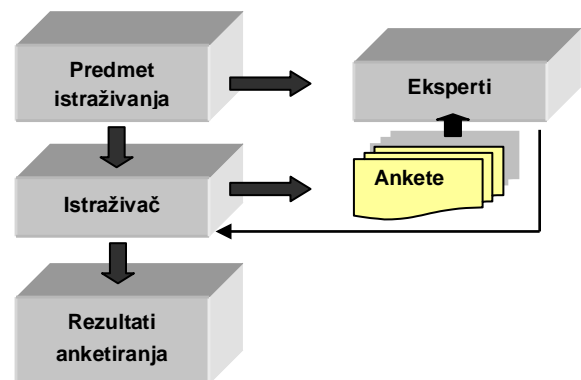 Predmet
istraživanja
Eksperti
Ankete
Istraživač
Rezultati
anketiranja